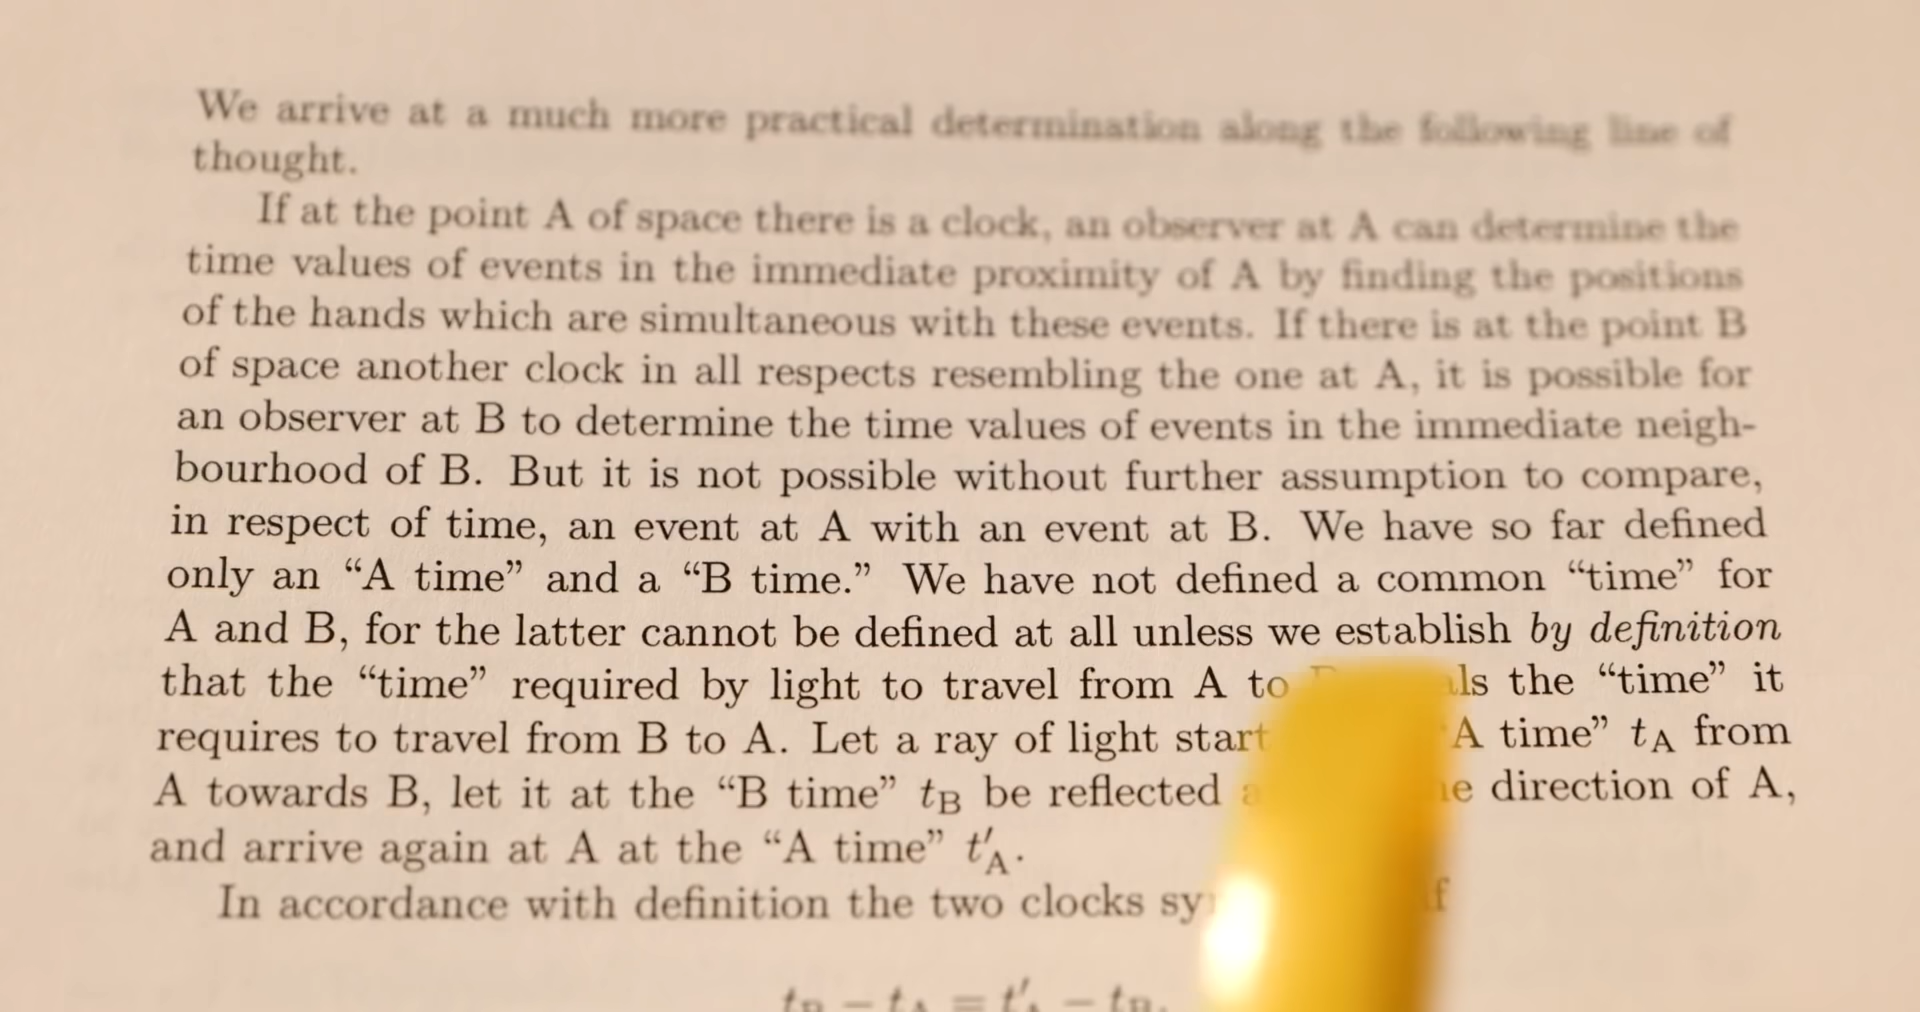 We arrive at a much more practical determination along the following line of
thought.
If at the point A of space there is a clock, an observer at A can determine the
time values of events in the immediate proximity of A by finding the positions
of the hands which are simultaneous with these events. If there is at the point B
of space another clock in all respects resembling the one at A, it is possible for
an observer at B to determine the time values of events in the immediate neigh-
bourhood of B. But it is not possible without further assumption to compare,
in respect of time, an event at A with an event at B. We have so far defined
only an “A time” and a “B time.” We have not defined a common “time” for
A and B, for the latter cannot be defined at all unless we establish by definition
that the “time” required by light to travel from A to the “time” it
requires to travel from B to A. Let a ray of light start A time” tA from
A towards B, let it at the “B time” tB be reflected direction of A,
and arrive again at A at the “A time” t′A.
In accordance with definition the two clocks if
tB − tA = t′A − tB.